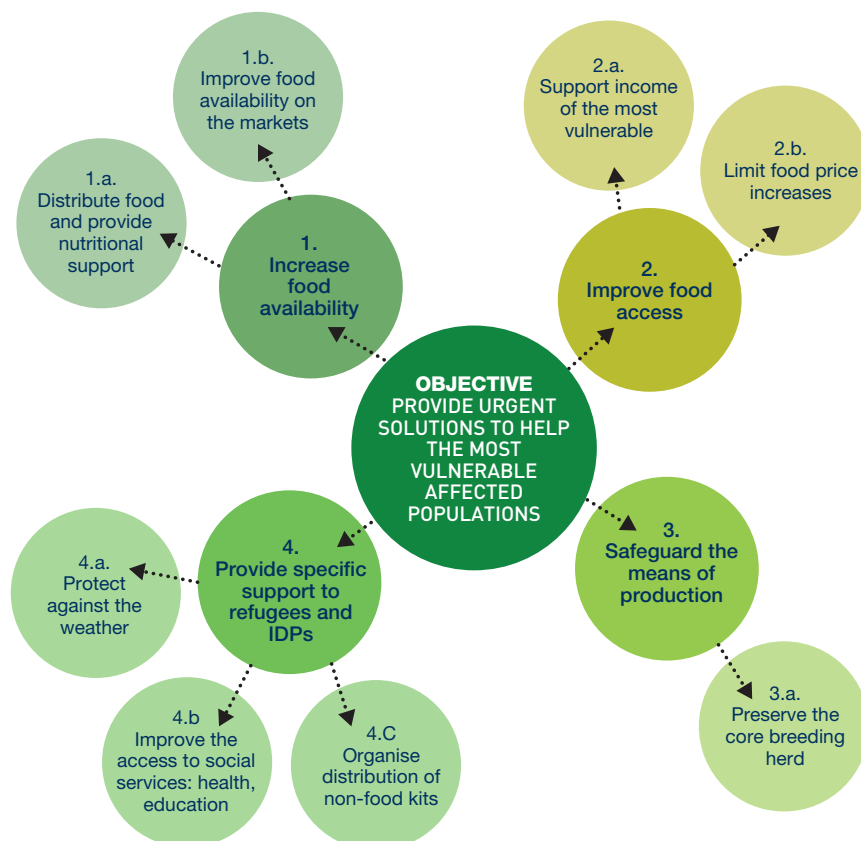 1.b.
Improve food
availability on
the markets
1.a.
Distribute food
and provide
nutritional
support
1.
Increase
food
availability
2.a.
Support income
of the most
vulnerable
2.b.
Limit food price
increases
2.
Improve food
access
OBJECTIVE
PROVIDE URGENT
SOLUTIONS TO HELP
THE MOST
VULNERABLE
AFFECTED
POPULATIONS
3.
Safeguard the
means of
production
3.a.
Preserve the
core breeding
herd
4.
Provide specific
support to
refugees and
IDPs
4.a.
Protect
against the
weather
4.b
Improve the
access to social
services: health,
education
4.C
Organise
distribution of
non-food kits